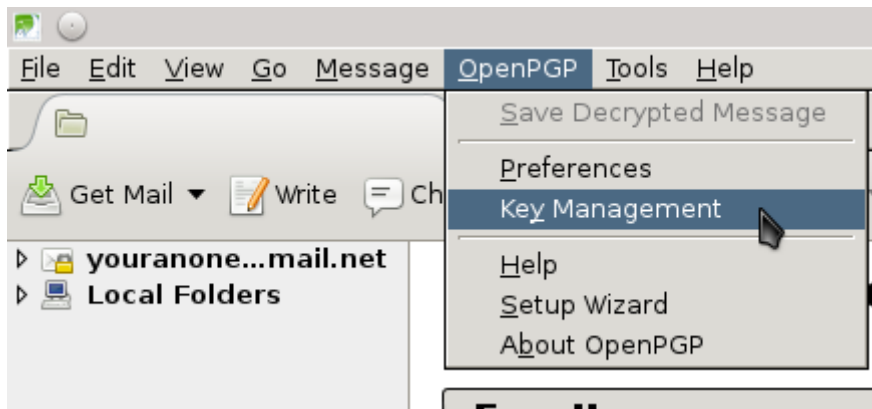 File Edit View Go Message OpenPGP Tools Help
Save Decrypted Message
Preferences
Get Mail Write Ch
Key Management
youranone...mail.net
Help
Local Folders
Setup Wizard
About OpenPGP